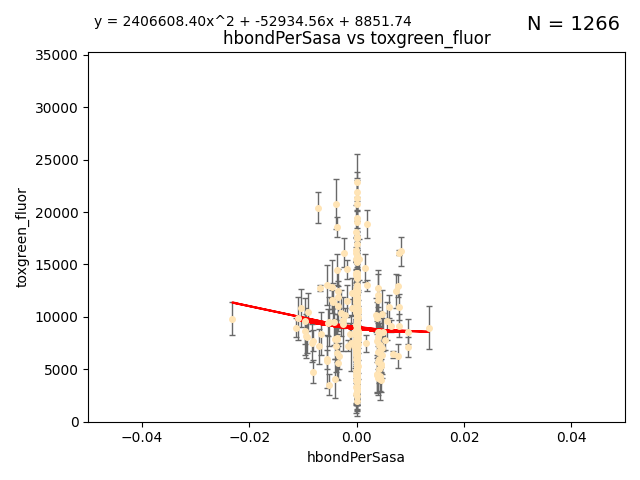 y = 2406608.40x^2 + -52934.56x + 8851.74
N = 1266
hbondPerSasa vs toxgreen_fluor
35000
30000
25000
20000
15000
10000
5000
0
toxgreen_fluor
−0.04
−0.02
0.00
0.02
0.04
hbondPerSasa